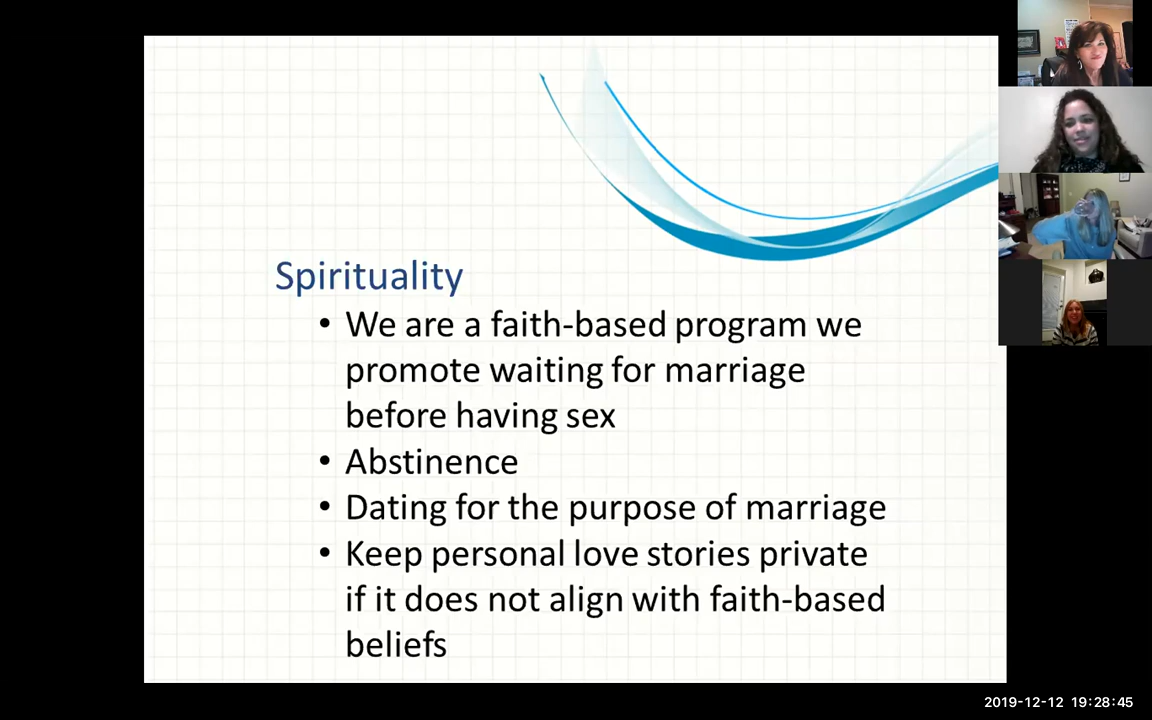 Spirituality
• We are a faith-based program we
promote waiting for marriage
before having sex
• Abstinence
• Dating for the purpose of marriage
• Keep personal love stories private
if it does not align with faith-based
beliefs
2019-12-12 19:28:45